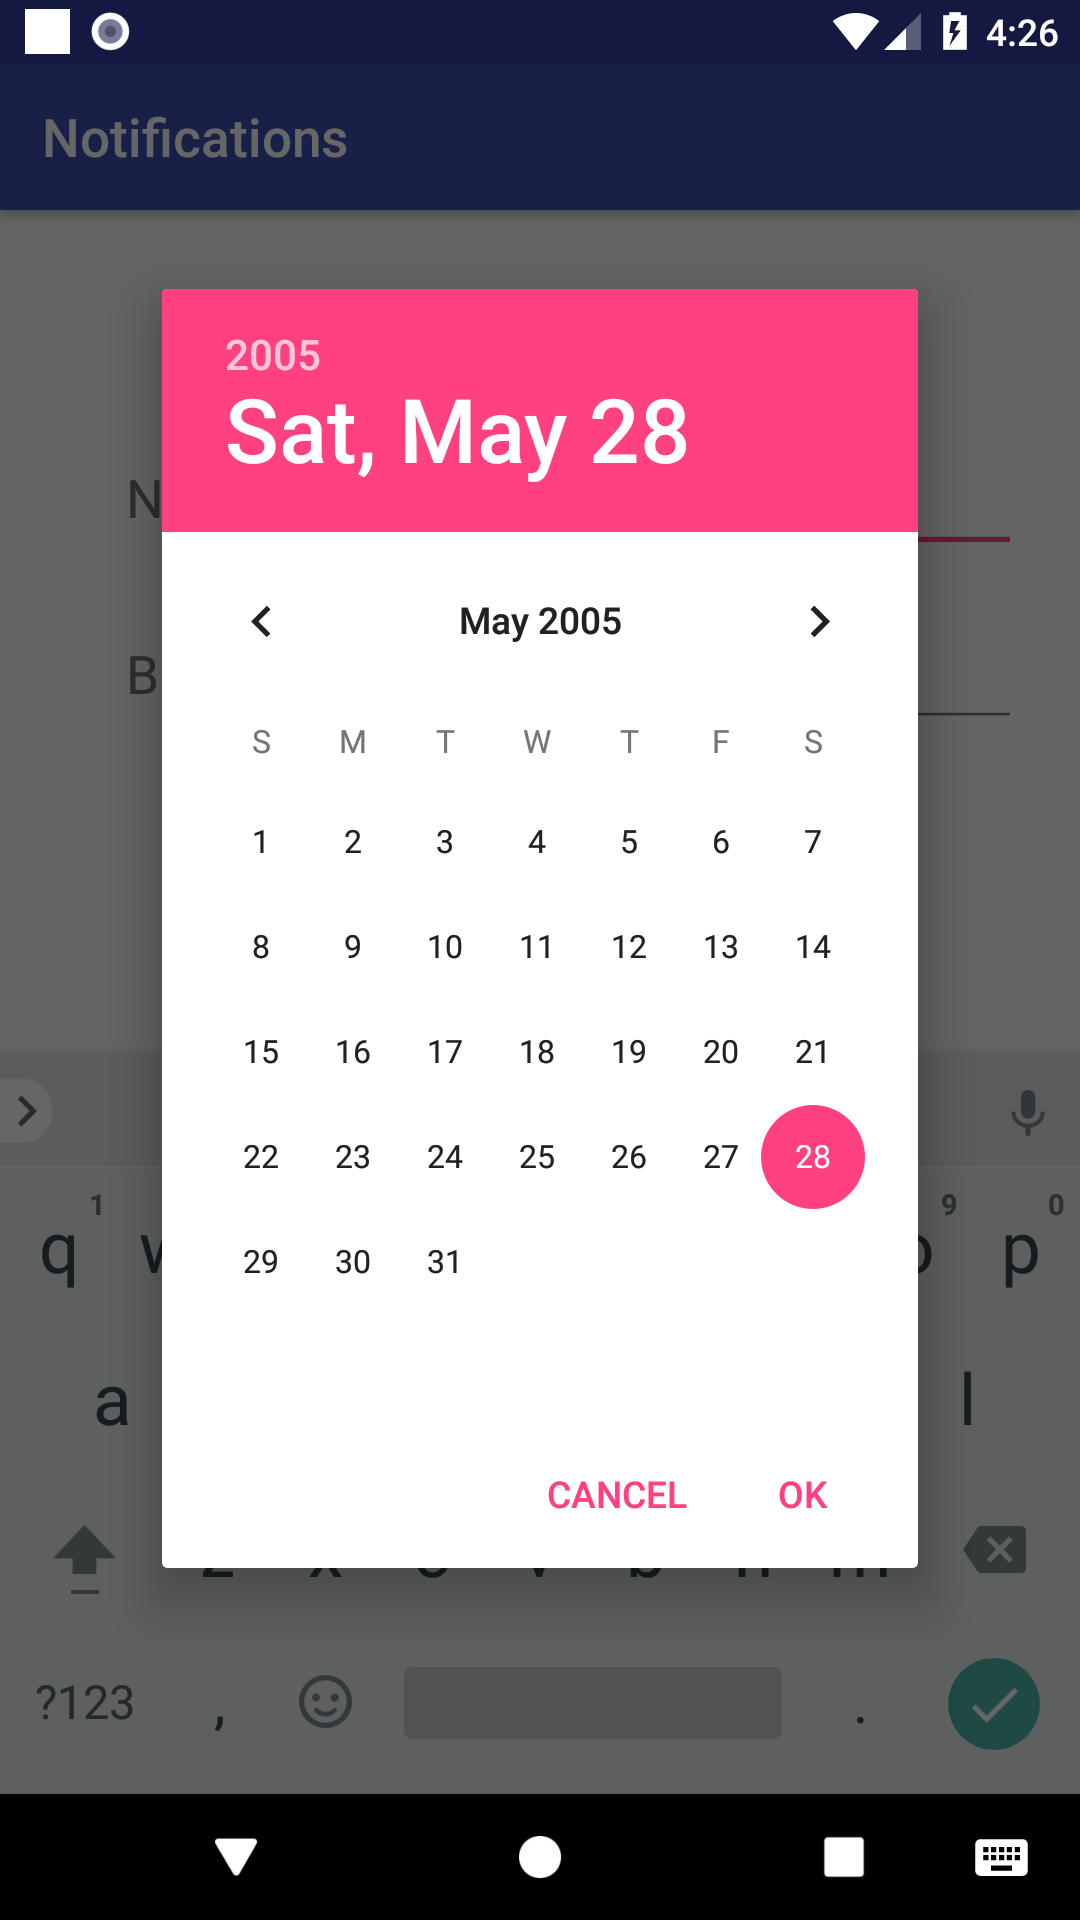 4:26
Notifications
2005
Sat, May 28
N
B
May 2005
S M T W T F S
1 2 3 4 5 6 7
8 9 10 11 12 13 14
15 16 17 18 19 20 21
22 23 24 25 26 27 28
29 30 31
CANCEL OK
1 9 0
q p
a l
?123 , .